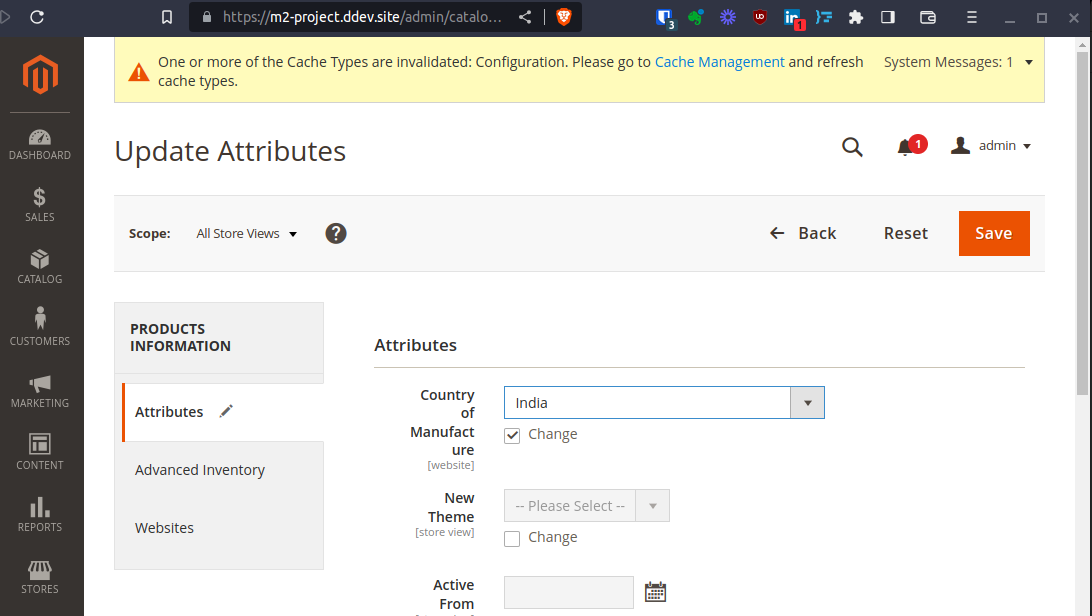 https://m2-project.ddev.site/admin/catalo...
3
1
One or more of the Cache Types are invalidated: Configuration. Please go to Cache Management and refresh
cache types.
System Messages: 1
Update Attributes
1
admin
Scope:
All Store Views
?
Back
Reset
Save
DASHBOARD
$
SALES
CATALOG
CUSTOMERS
MARKETING
CONTENT
REPORTS
STORES
PRODUCTS
INFORMATION
Attributes
Advanced Inventory
Websites
Attributes
Country
of
Manufact
ure
[website]
India
Change
New
Theme
[store view]
-- Please Select --
Change
Active
From